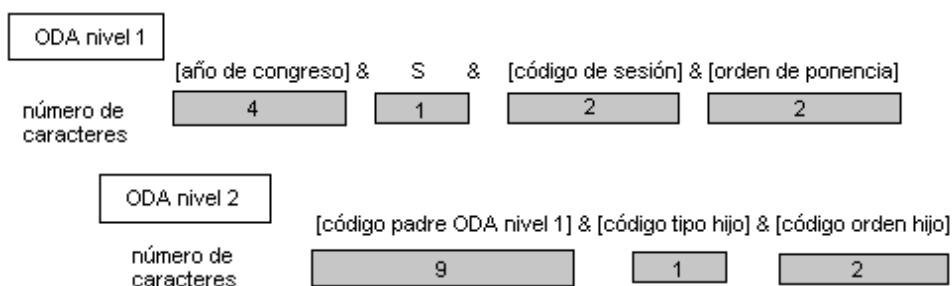 ODA nivel 1
[año de congreso] & S & [código de sesión] & [orden de ponencia]
número de caracteres 4 1 2 2
ODA nivel 2
[código padre ODA nivel 1] & [código tipo hijo] & [código orden hijo]
número de caracteres 9 1 2